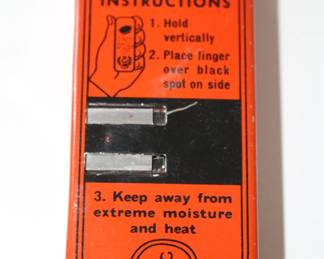 INSTRUCTIONS
1. Hold
vertically
2. Place finger
over black
spot on side
3. Keep away from
extreme moisture
and heat